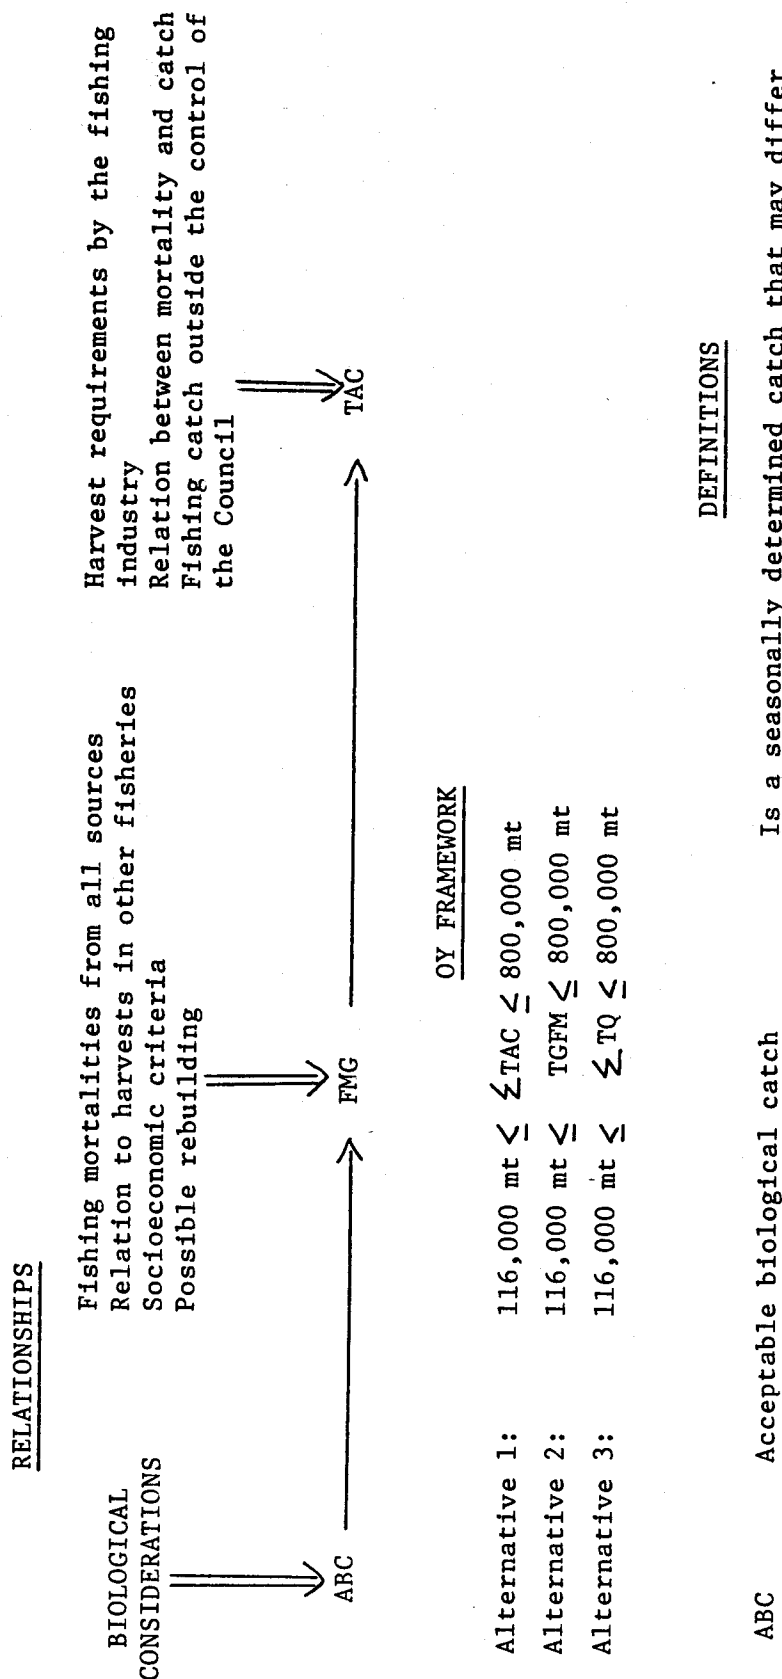 RELATIONSHIPS
BIOLOGICAL
CONSIDERATIONS
Fishing mortalities from all sources
Relation to harvests in other fisheries
Socioeconomic criteria
Possible rebuilding
Harvest requirements by the fishing
industry
Relation between mortality and catch
Fishing catch outside the control of
the Council
ABC
FMG
TAC
OY FRAMEWORK
Alternative 1: 116,000 mt ≤ ΣTAC ≤ 800,000 mt
Alternative 2: 116,000 mt ≤ TGFM ≤ 800,000 mt
Alternative 3: 116,000 mt ≤ ΣTQ ≤ 800,000 mt
DEFINITIONS
ABC Acceptable biological catch Is a seasonally determined catch that may differ